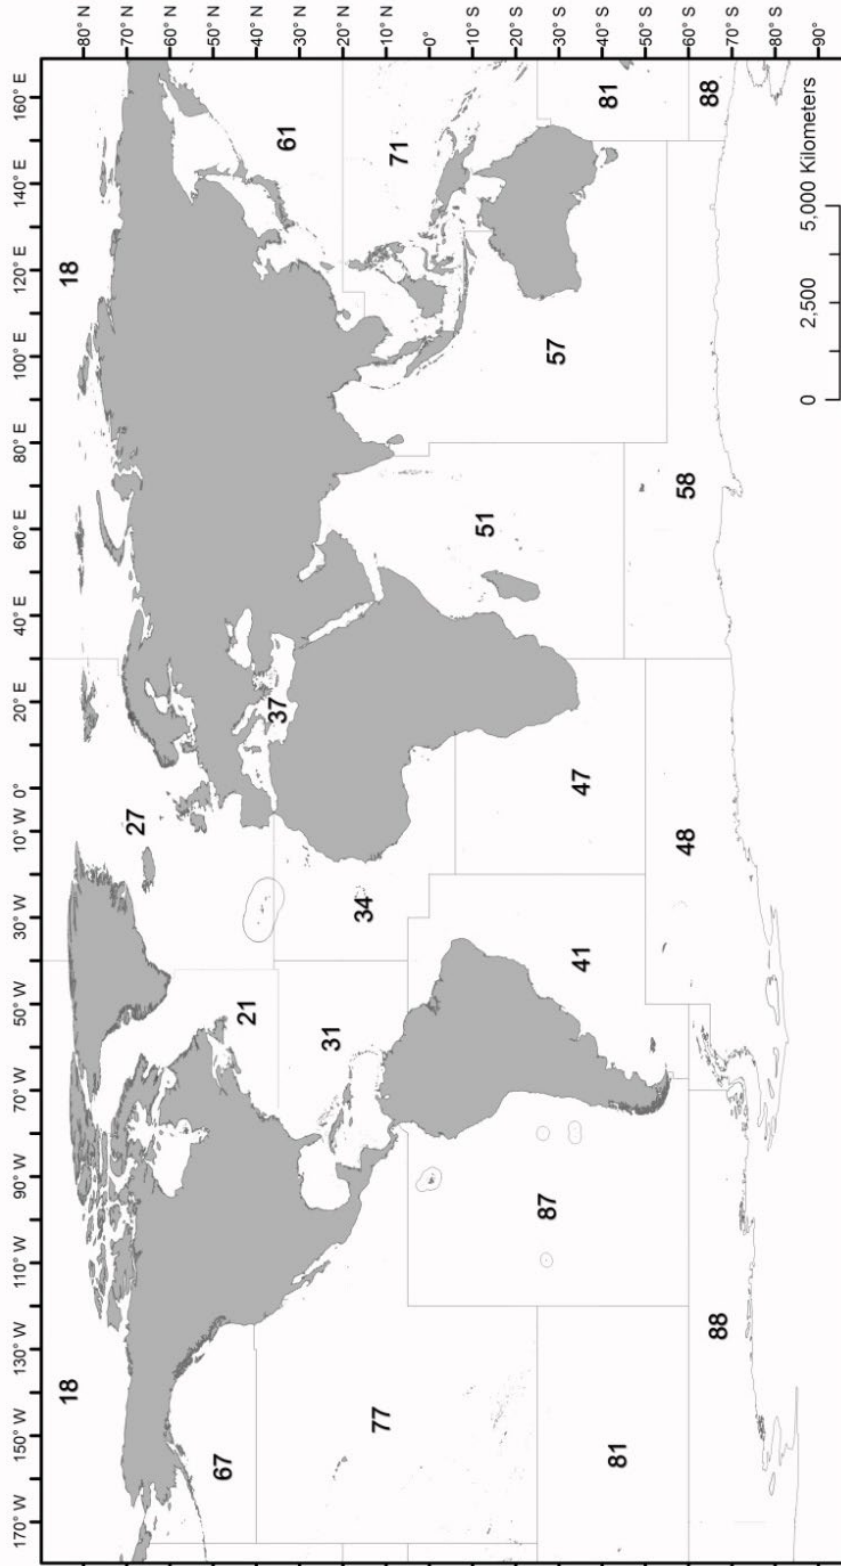 170° W 150° W 130° W 110° W 90° W 70° W 50° W 30° W 10° W 0° 20° E 40° E 60° E 80° E 100° E 120° E 140° E 160° E
80° N
70° N
60° N
50° N
40° N
30° N
20° N
10° N
0°
10° S
20° S
30° S
40° S
50° S
60° S
70° S
80° S
90°
18
18
27
67
21
37
61
31
34
77
71
51
87
41
47
57
81
81
48
58
88
88
0 2,500 5,000 Kilometers